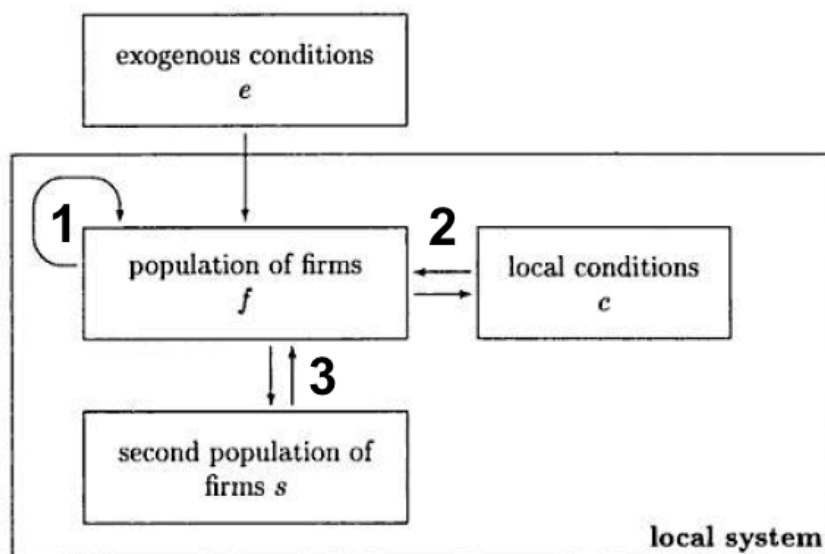 exogenous conditions
e
1
2
population of firms
f
local conditions
c
3
second population of
firms s
local system